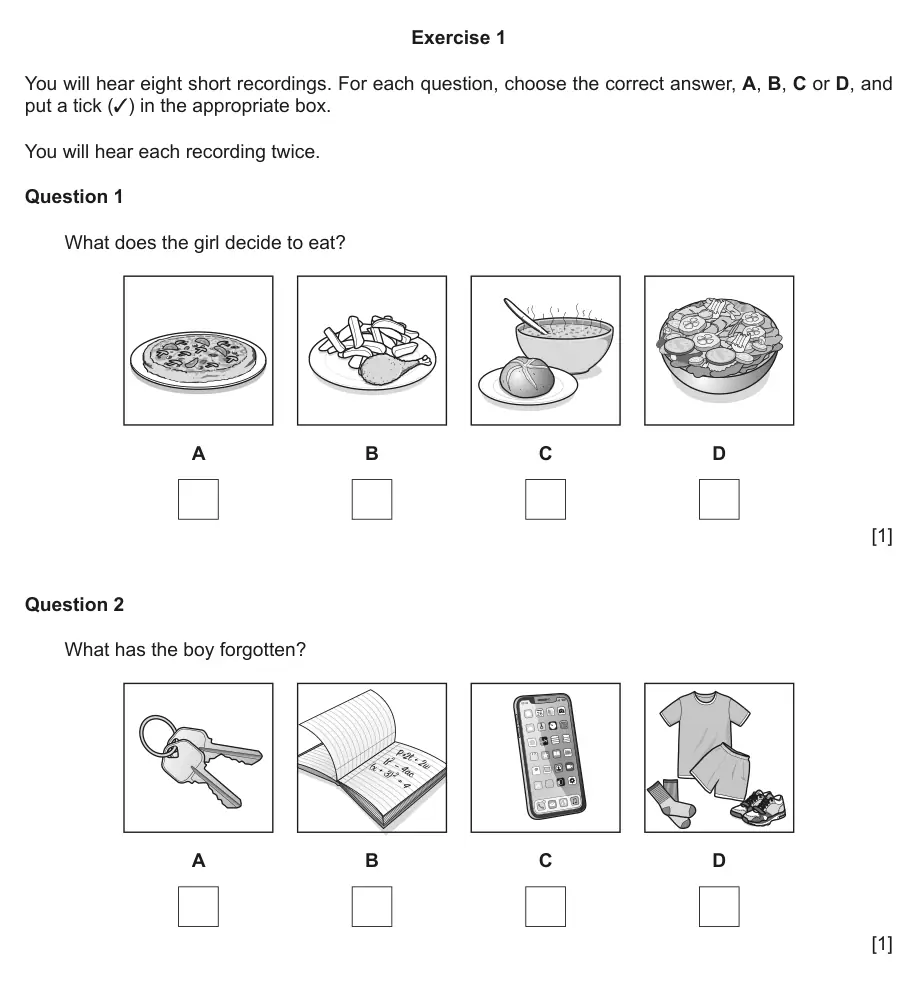 Exercise 1
You will hear eight short recordings. For each question, choose the correct answer, A, B, C or D, and
put a tick (✓) in the appropriate box.
You will hear each recording twice.
Question 1
What does the girl decide to eat?
A B C D
[1]
Question 2
What has the boy forgotten?
A B C D
[1]